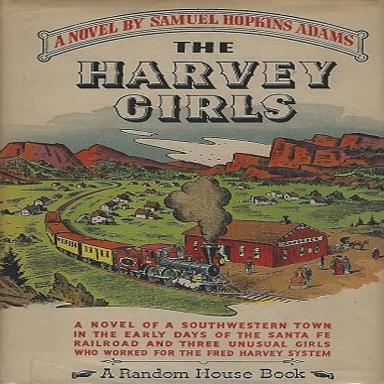 A NOVEL BY SAMUEL HOPKINS ADAMS
THE
HARVEY
GIRLS
A NOVEL OF A SOUTHWESTERN TOWN
IN THE EARLY DAYS OF THE SANTA FE
RAILROAD AND THREE UNUSUAL GIRLS
WHO WORKED FOR THE FRED HARVEY SYSTEM
A Random House Book